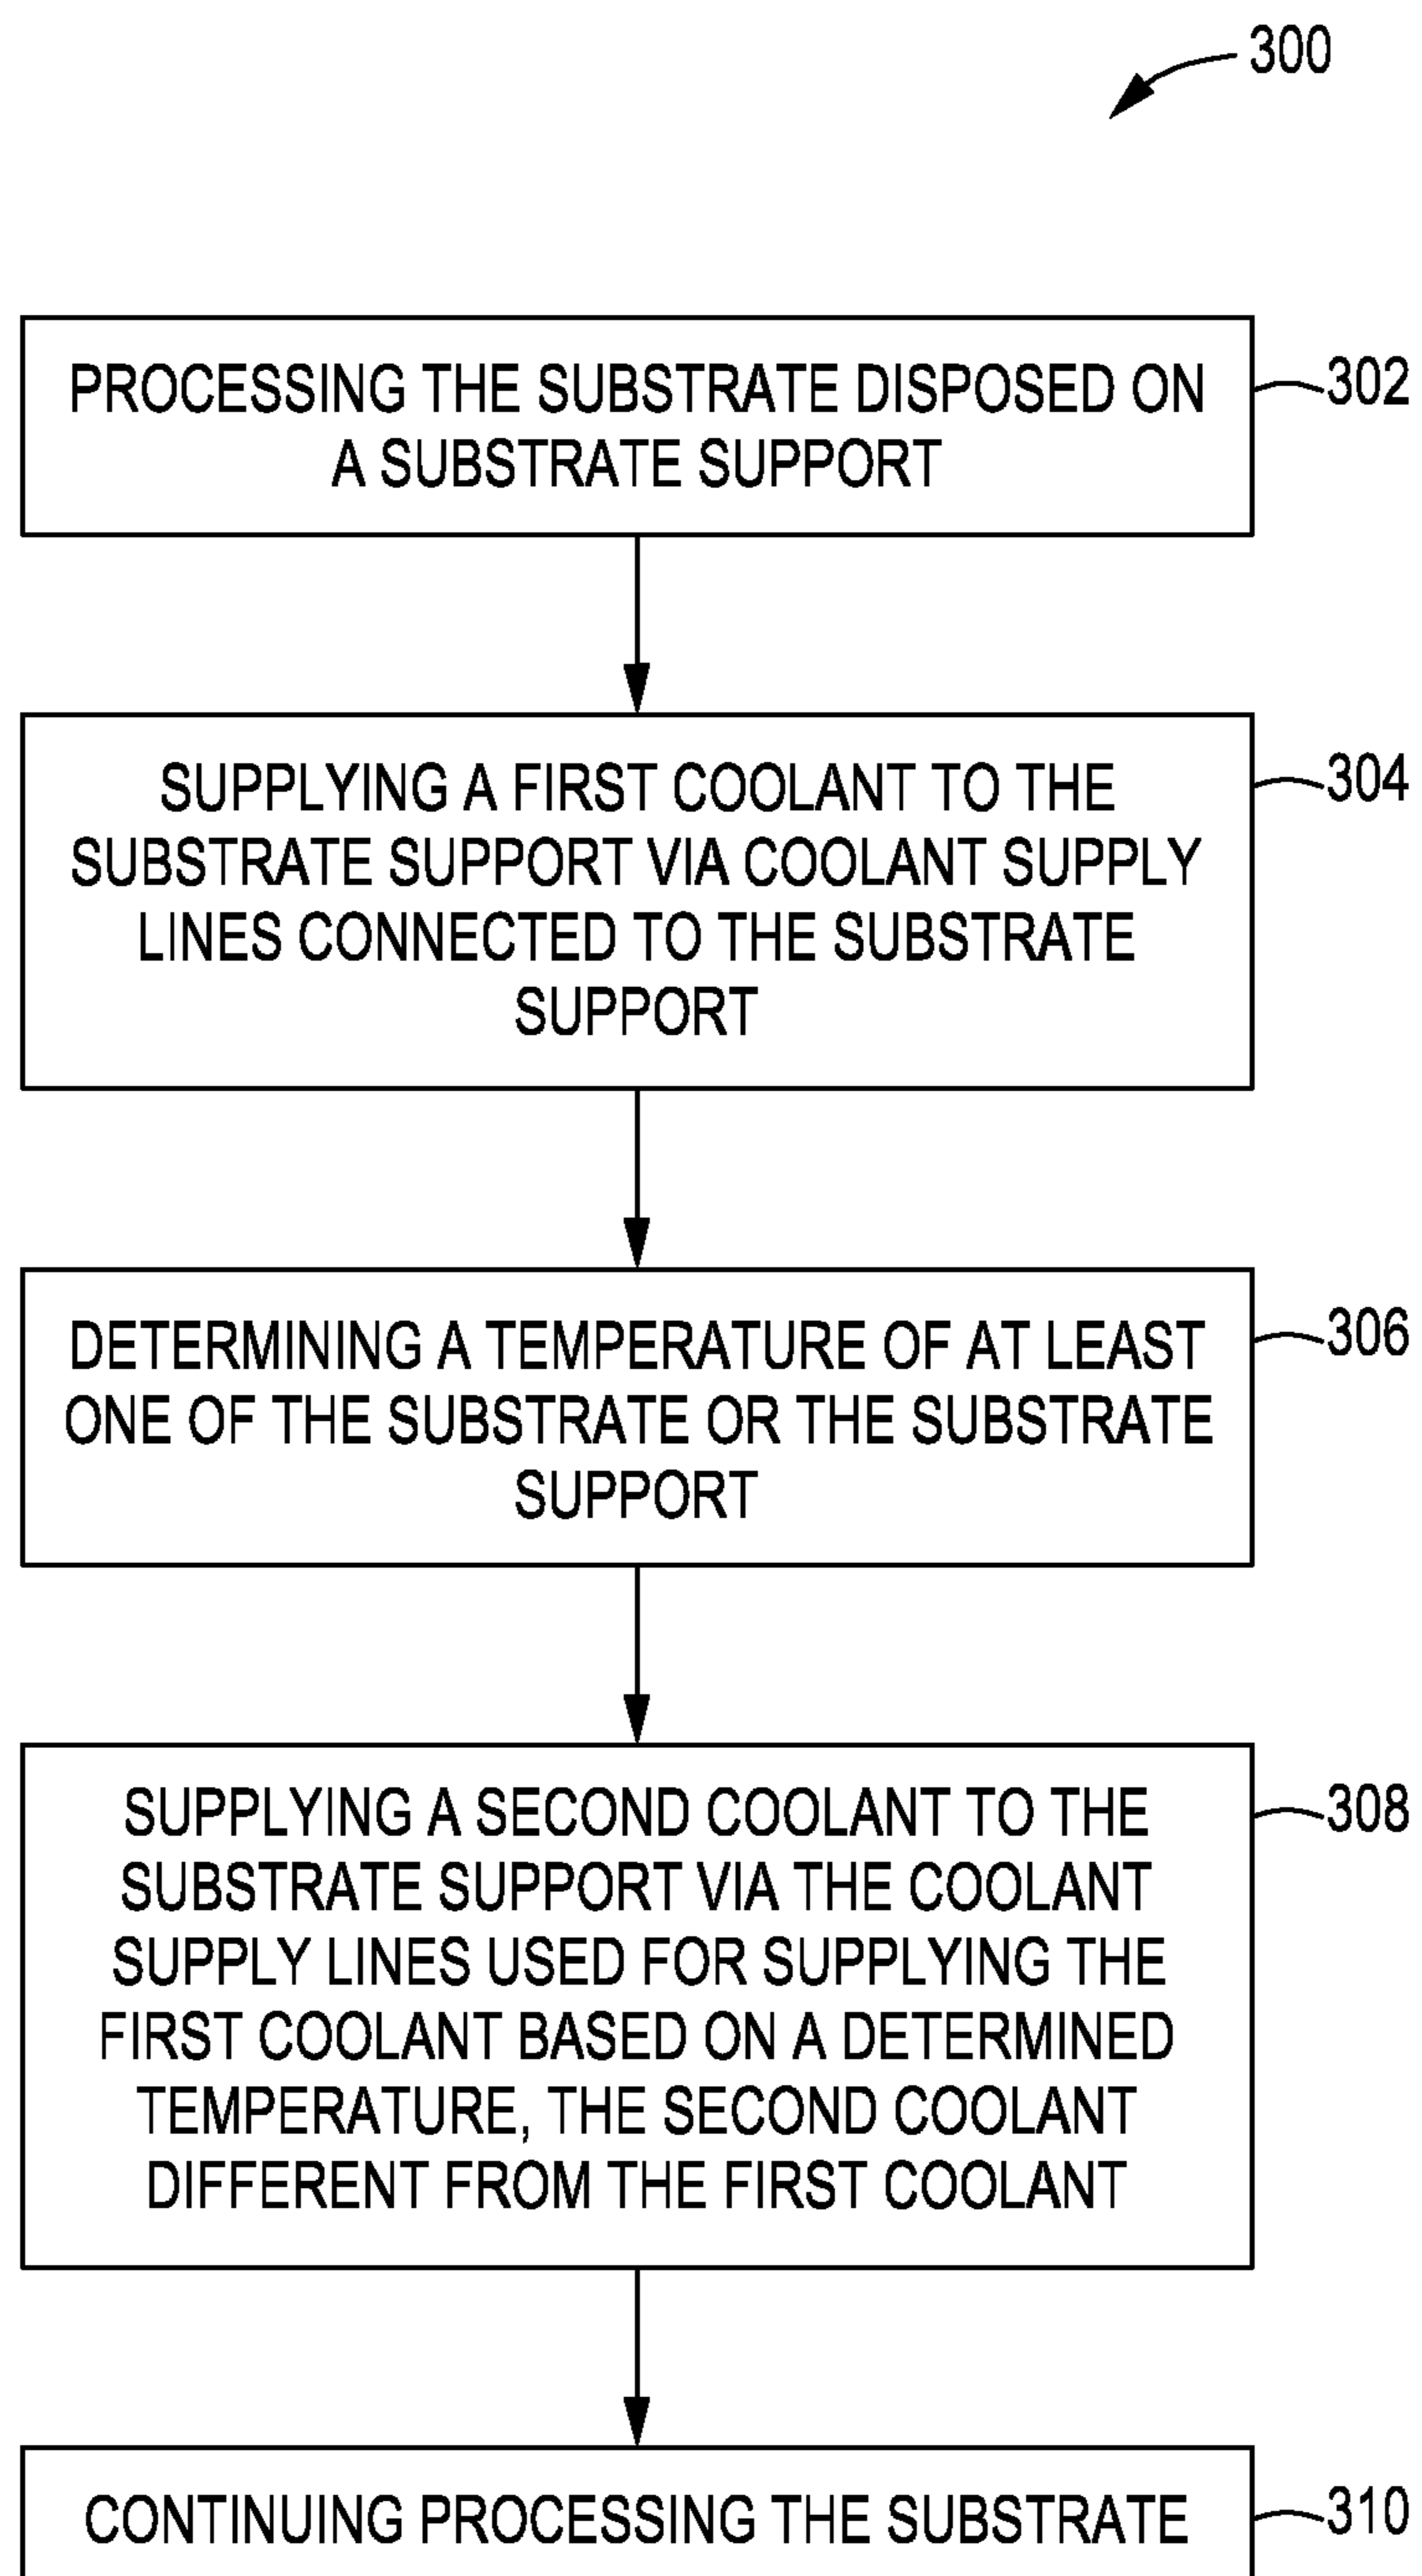 300
PROCESSING THE SUBSTRATE DISPOSED ON
A SUBSTRATE SUPPORT
302
SUPPLYING A FIRST COOLANT TO THE
SUBSTRATE SUPPORT VIA COOLANT SUPPLY
LINES CONNECTED TO THE SUBSTRATE
SUPPORT
304
DETERMINING A TEMPERATURE OF AT LEAST
ONE OF THE SUBSTRATE OR THE SUBSTRATE
SUPPORT
306
SUPPLYING A SECOND COOLANT TO THE
SUBSTRATE SUPPORT VIA THE COOLANT
SUPPLY LINES USED FOR SUPPLYING THE
FIRST COOLANT BASED ON A DETERMINED
TEMPERATURE, THE SECOND COOLANT
DIFFERENT FROM THE FIRST COOLANT
308
CONTINUING PROCESSING THE SUBSTRATE
310